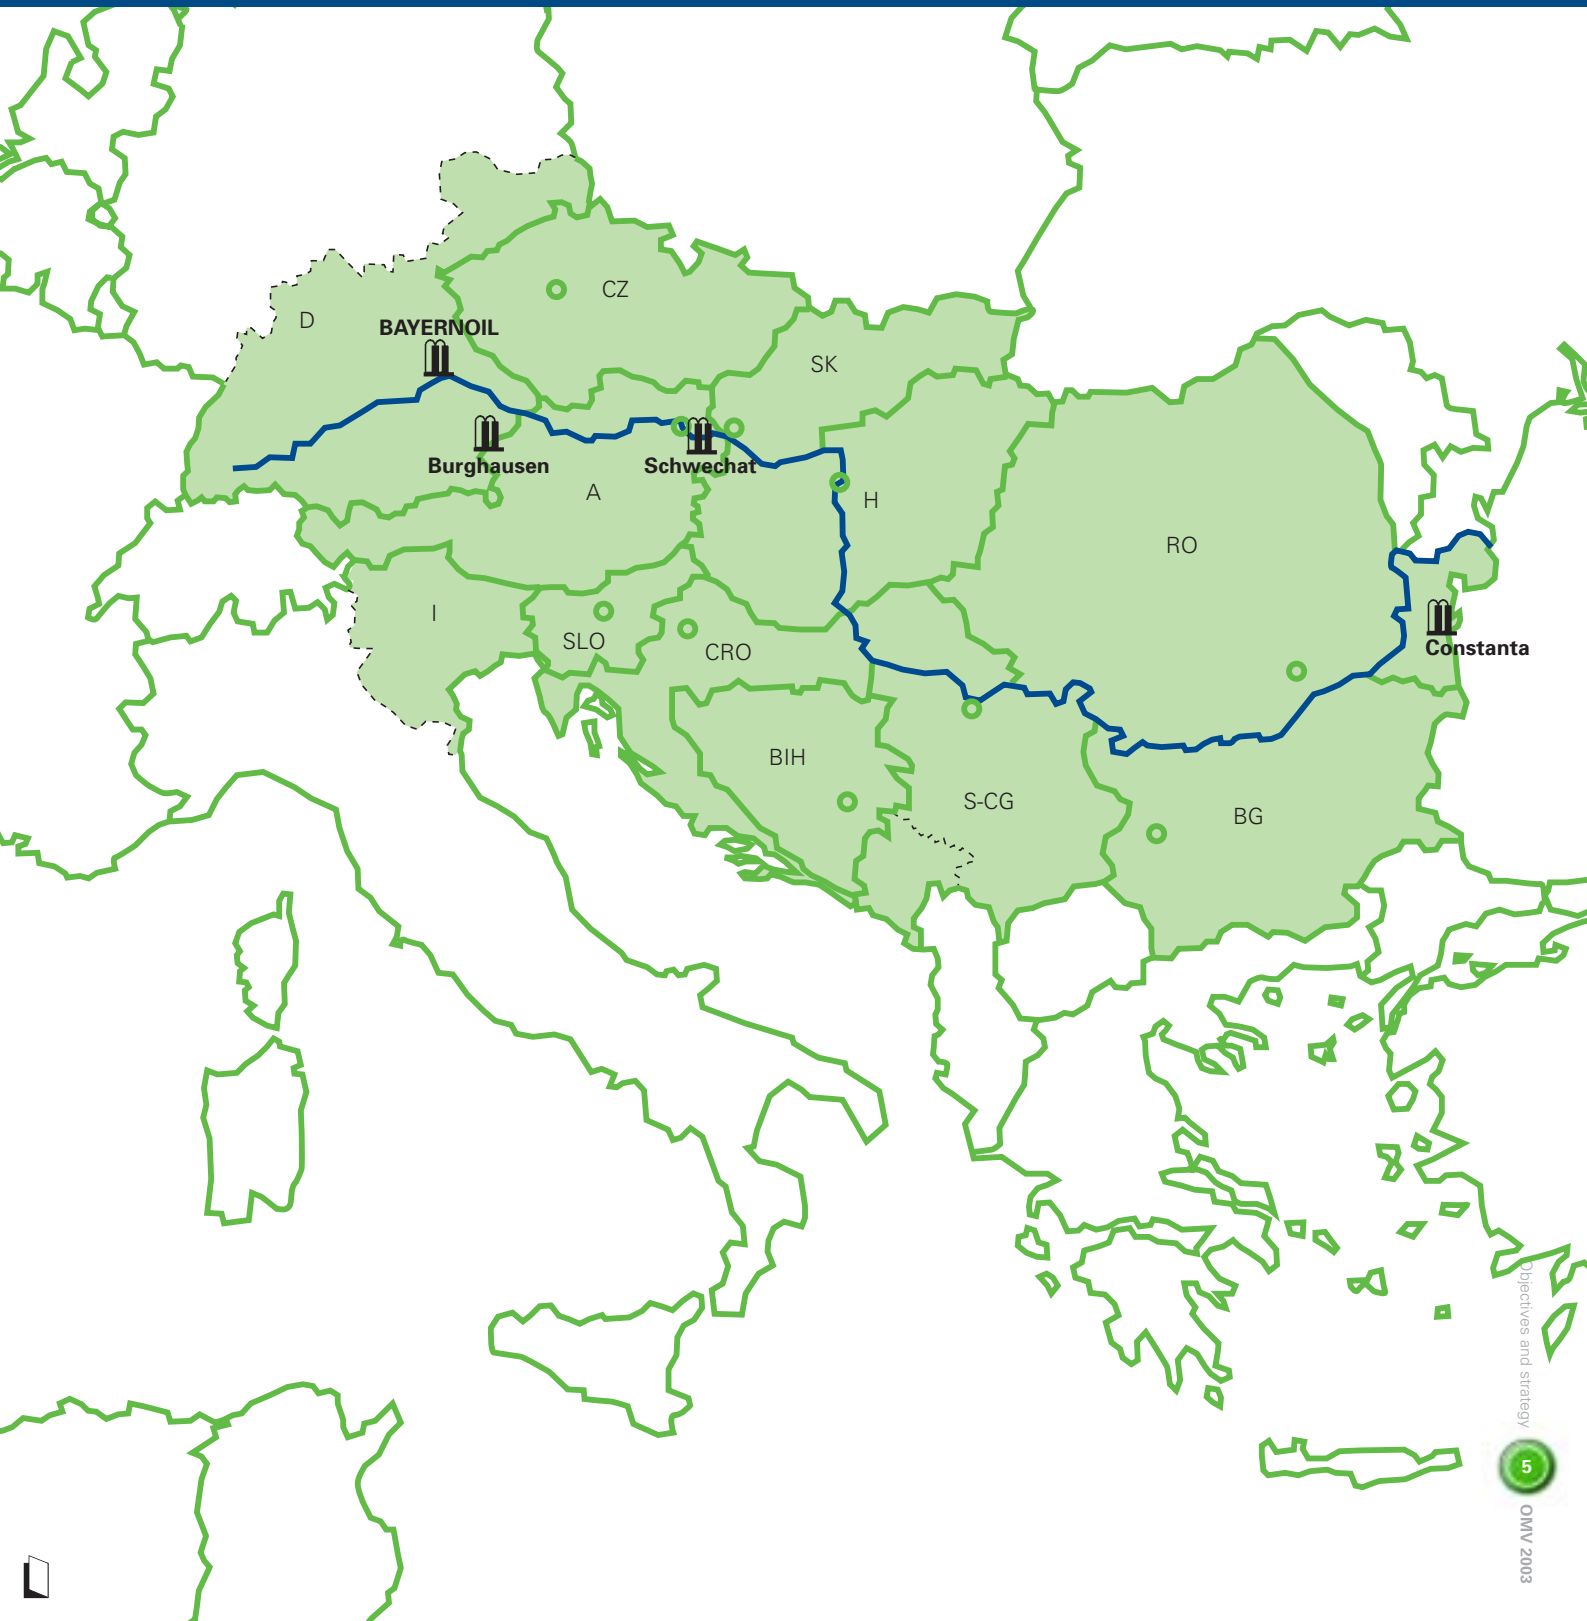 CZ
D
BAYERNOIL
SK
Burghausen
Schwechat
A
H
RO
I
SLO
CRO
Constanta
BIH
S-CG
BG
Objectives and strategy
5
OMV 2003